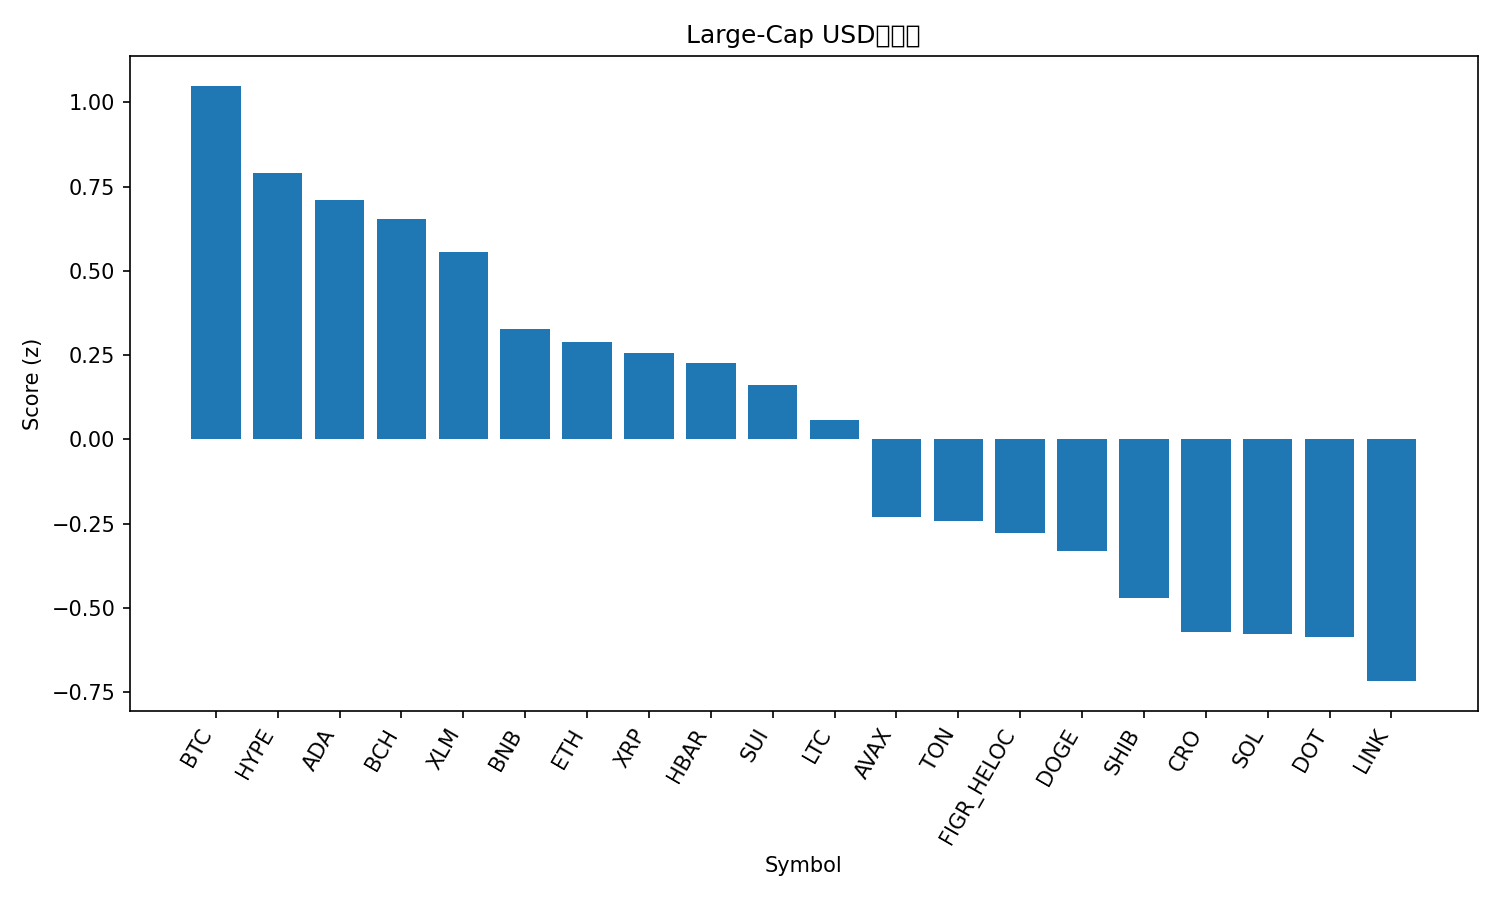 Large-Cap USD
1.00
0.75
0.50
0.25
0.00
−0.25
−0.50
−0.75
Score (z)
BTC
HYPE
ADA
BCH
XLM
BNB
ETH
XRP
HBAR
SUI
LTC
AVAX
TON
FIGR_HELOC
DOGE
SHIB
CRO
SOL
DOT
LINK
Symbol